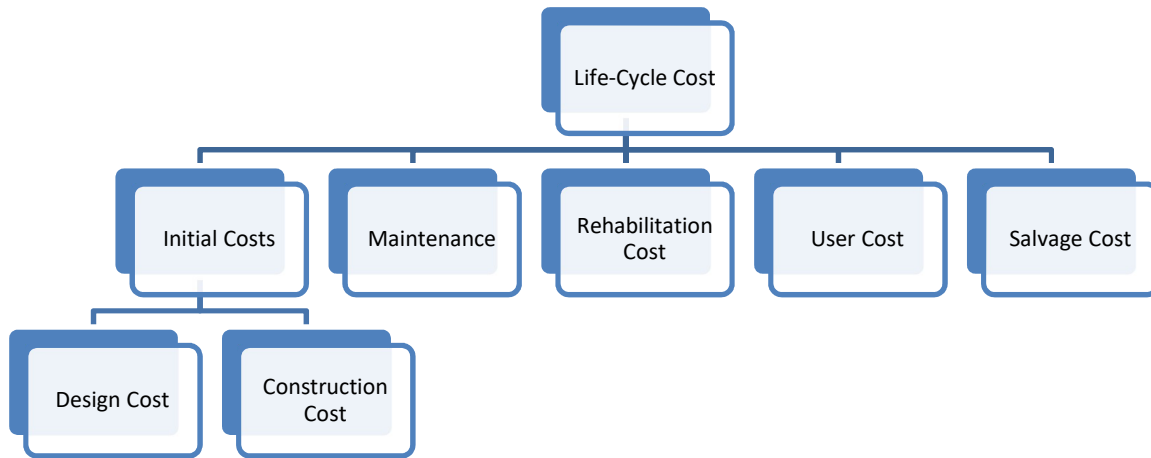 Life-Cycle Cost
Initial Costs
Maintenance
Rehabilitation
Cost
User Cost
Salvage Cost
Design Cost
Construction
Cost